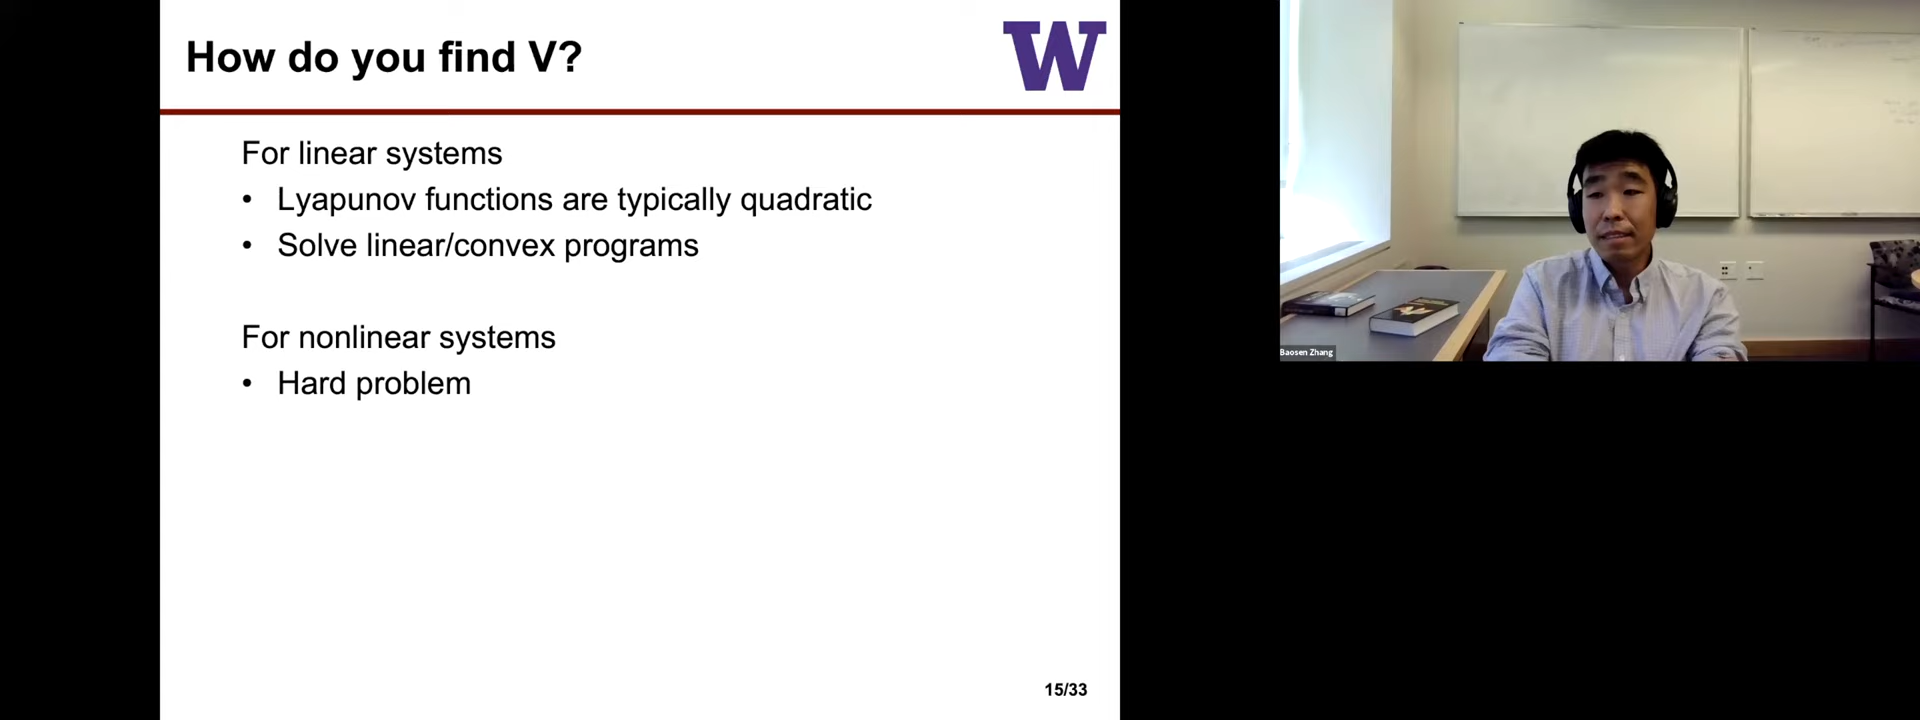 How do you find V?
W
For linear systems
• Lyapunov functions are typically quadratic
• Solve linear/convex programs
For nonlinear systems
• Hard problem
15/33
Baosen Zhang